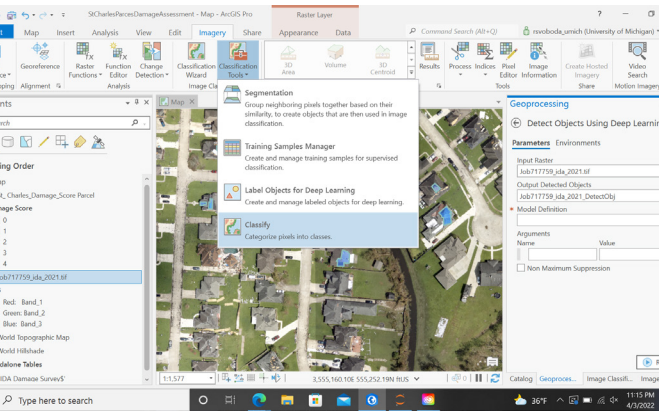 StCharlesParcesDamageAssessment - Map - ArcGIS Pro
Raster Layer
?
Map Insert Analysis View Edit Imagery Share Appearance Data
Command Search (Alt+Q)
rsvoboda_umich (University of Michigan)
Georeference
Raster Functions
Function Editor
Change Detection
Classification Wizard
Classification Tools
3D Area
Volume
3D Centroid
Results
Process
Indices
Pixel Editor
Image Information
Create Hosted Imagery
Video Search
Alignment
Analysis
Image Cla
Tools
Share
Motion Imagery
Map
Segmentation
Group neighboring pixels together based on their
similarity, to create objects that are then used in image
classification.
Training Samples Manager
Create and manage training samples for supervised
classification.
Label Objects for Deep Learning
Create and manage labeled objects for deep learning.
Classify
Categorize pixels into classes.
ing Order
St_Charles_Damage_Score Parcel
mage Score
0
1
2
3
4
ob717759_ida_2021.tif
Red: Band_1
Green: Band_2
Blue: Band_3
World Topographic Map
World Hillshade
dalone Tables
IDA Damage Survey$'
Geoprocessing
Detect Objects Using Deep Learnin
Parameters Environments
Input Raster
Job717759_ida_2021.tif
Output Detected Objects
Job717759_ida_2021_DetectObj
* Model Definition
Arguments
Name Value
Non Maximum Suppression
1:1,577
3,555,160.10E 555,252.19N ftUS
0
Catalog Geoproces... Image Classifi... Image
Type here to search
36°F
11:15 PM
4/3/2022